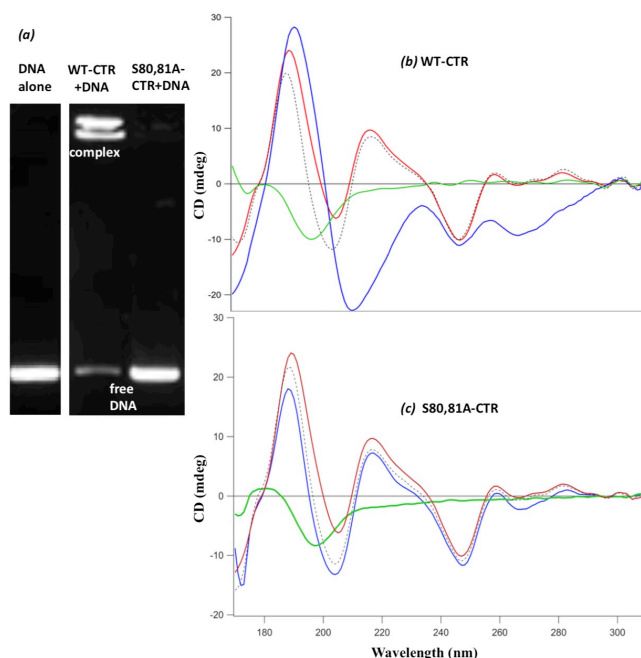 (a)
DNA
alone
WT-CTR
+DNA
S80,81A-
CTR+DNA
complex
free
DNA
(b) WT-CTR
30
20
10
0
-10
-20
CD (mdeg)
(c) S80,81A-CTR
30
20
10
0
-10
-20
CD (mdeg)
180 200 220 240 260 280 300
Wavelength (nm)